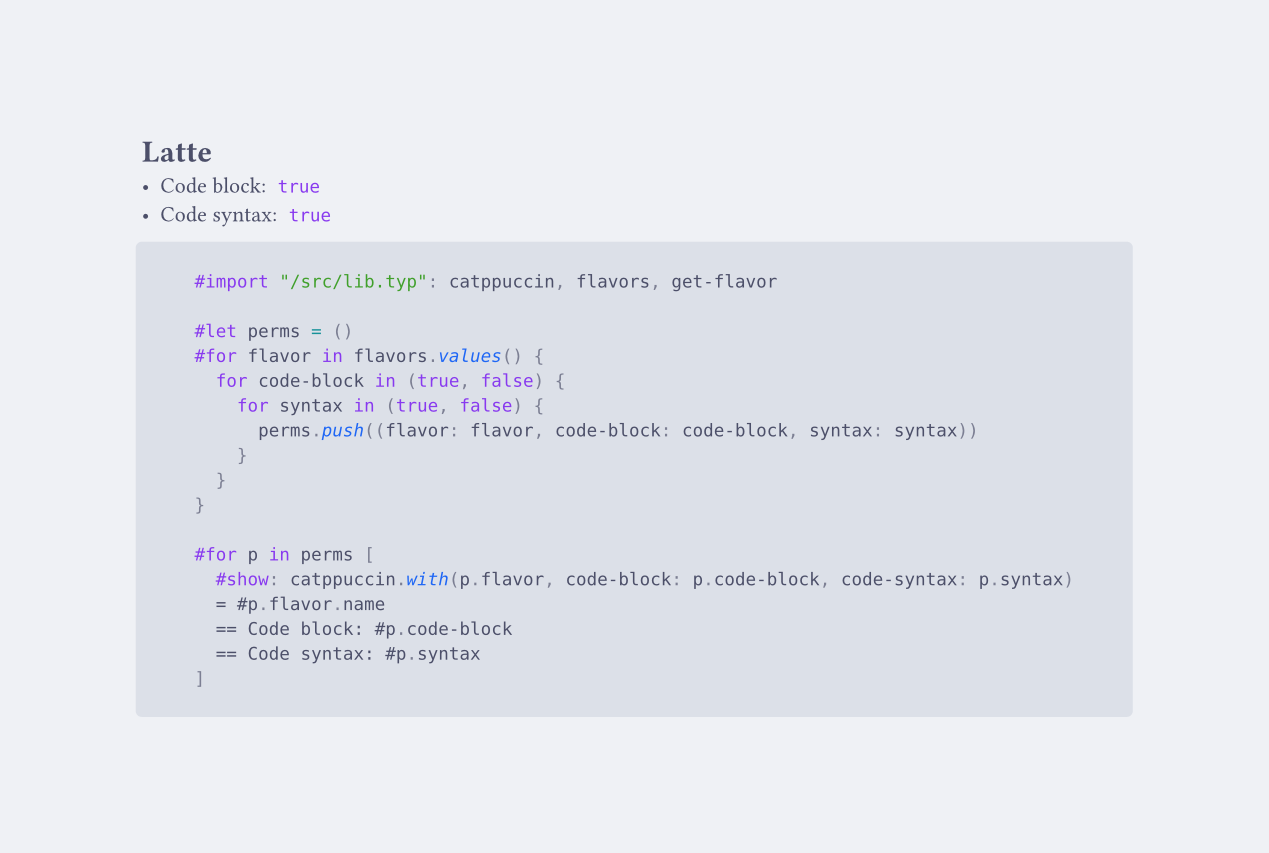 Latte
• Code block: true
• Code syntax: true
#import "/src/lib.typ": catppuccin, flavors, get-flavor
#let perms = ()
#for flavor in flavors.values() {
  for code-block in (true, false) {
    for syntax in (true, false) {
      perms.push((flavor: flavor, code-block: code-block, syntax: syntax))
    }
  }
}
#for p in perms [
  #show: catppuccin.with(p.flavor, code-block: p.code-block, code-syntax: p.syntax)
  = #p.flavor.name
  == Code block: #p.code-block
  == Code syntax: #p.syntax
]